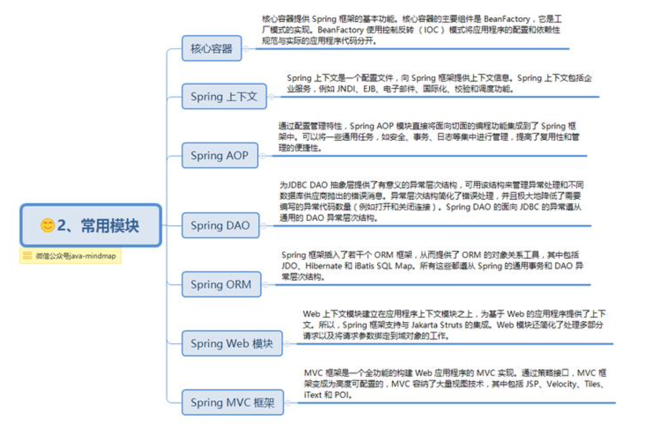 核心容器提供 Spring 框架的基本功能。核心容器的主要组件是 BeanFactory，它是工
厂模式的实现。BeanFactory 使用控制反转 （IOC ） 模式将应用程序的配置和依赖性
规范与实际的应用程序代码分开。
核心容器
Spring 上下文是一个配置文件，向 Spring 框架提供上下文信息。Spring 上下文包括企
业服务，例如 JNDI、EJB、电子邮件、国际化、校验和调度功能。
Spring 上下文
通过配置管理特性，Spring AOP 模块直接将面向切面的编程功能集成到了 Spring 框
架中。可以将一些通用任务，如安全、事务、日志等集中进行管理，提高了复用性和管
理的便捷性。
Spring AOP
为JDBC DAO 抽象层提供了有意义的异常层次结构，可用该结构来管理异常处理和不同
数据库供应商抛出的错误消息。异常层次结构简化了错误处理，并且极大地降低了需要
编写的异常代码数量（例如打开和关闭连接）。Spring DAO 的面向 JDBC 的异常遵从
通用的 DAO 异常层次结构。
Spring DAO
2、常用模块
微信公众号java-mindmap
Spring 框架插入了若干个 ORM 框架，从而提供了 ORM 的对象关系工具，其中包括
JDO、Hibernate 和 iBatis SQL Map。所有这些都遵从 Spring 的通用事务和 DAO 异
常层次结构。
Spring ORM
Web 上下文模块建立在应用程序上下文模块之上，为基于 Web 的应用程序提供了上下
文。所以，Spring 框架支持与 Jakarta Struts 的集成。Web 模块还简化了处理多部分
请求以及将请求参数绑定到域对象的工作。
Spring Web 模块
MVC 框架是一个全功能的构建 Web 应用程序的 MVC 实现。通过策略接口，MVC 框
架变成为高度可配置的，MVC 容纳了大量视图技术，其中包括 JSP、Velocity、Tiles、
iText 和 POI。
Spring MVC 框架